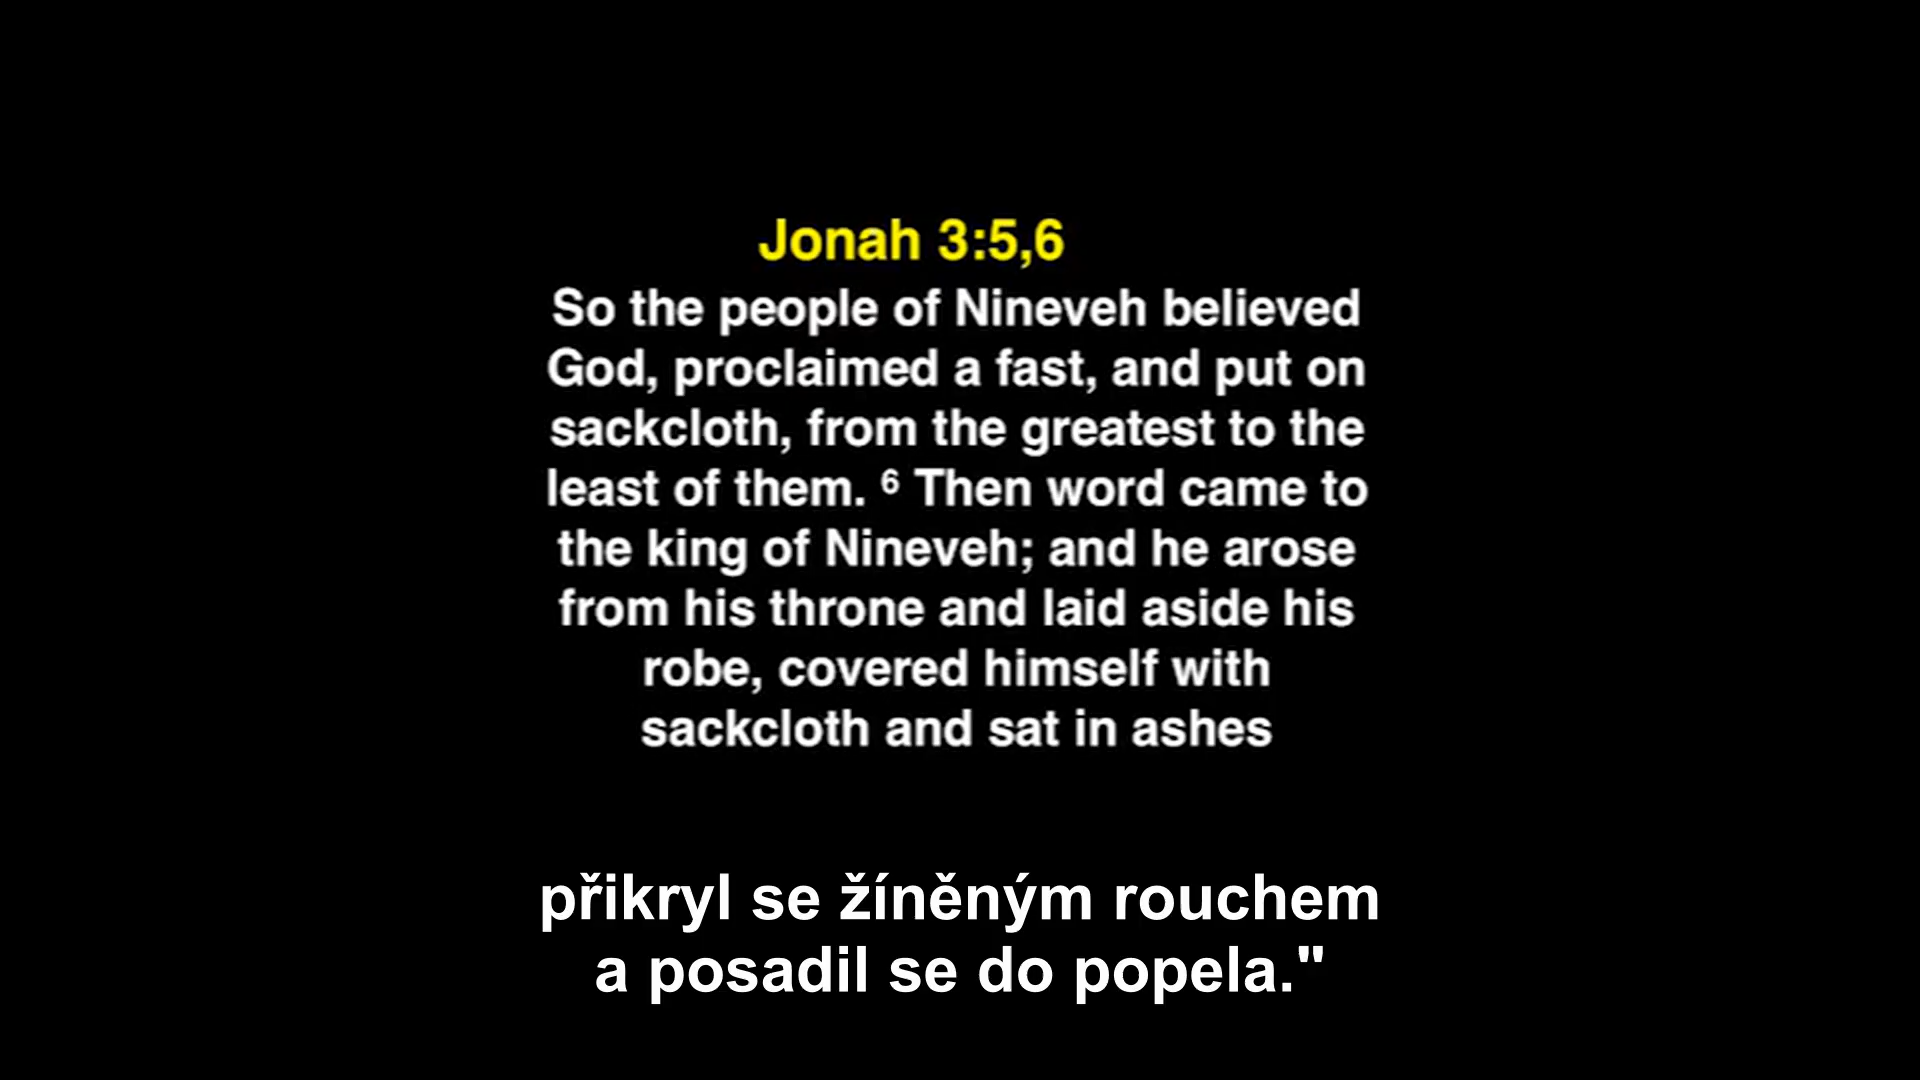 Jonah 3:5,6
So the people of Nineveh believed
God, proclaimed a fast, and put on
sackcloth, from the greatest to the
least of them. ⁶ Then word came to
the king of Nineveh; and he arose
from his throne and laid aside his
robe, covered himself with
sackcloth and sat in ashes
přikryl se žíněným rouchem
a posadil se do popela."